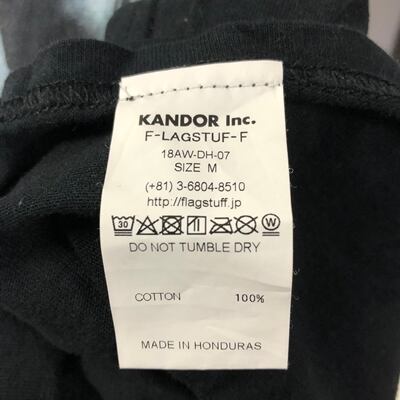 KANDOR Inc.
F-LAGSTUF-F
18AW-DH-07
SIZE M
(+81) 3-6804-8510
http://flagstuff.jp
30 W
DO NOT TUMBLE DRY
COTTON 100%
MADE IN HONDURAS